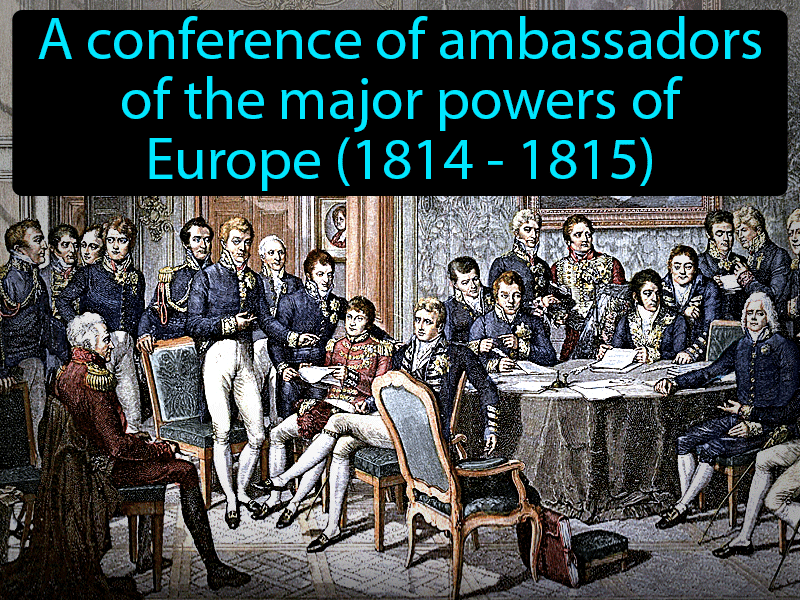 A conference of ambassadors
of the major powers of
Europe (1814 - 1815)